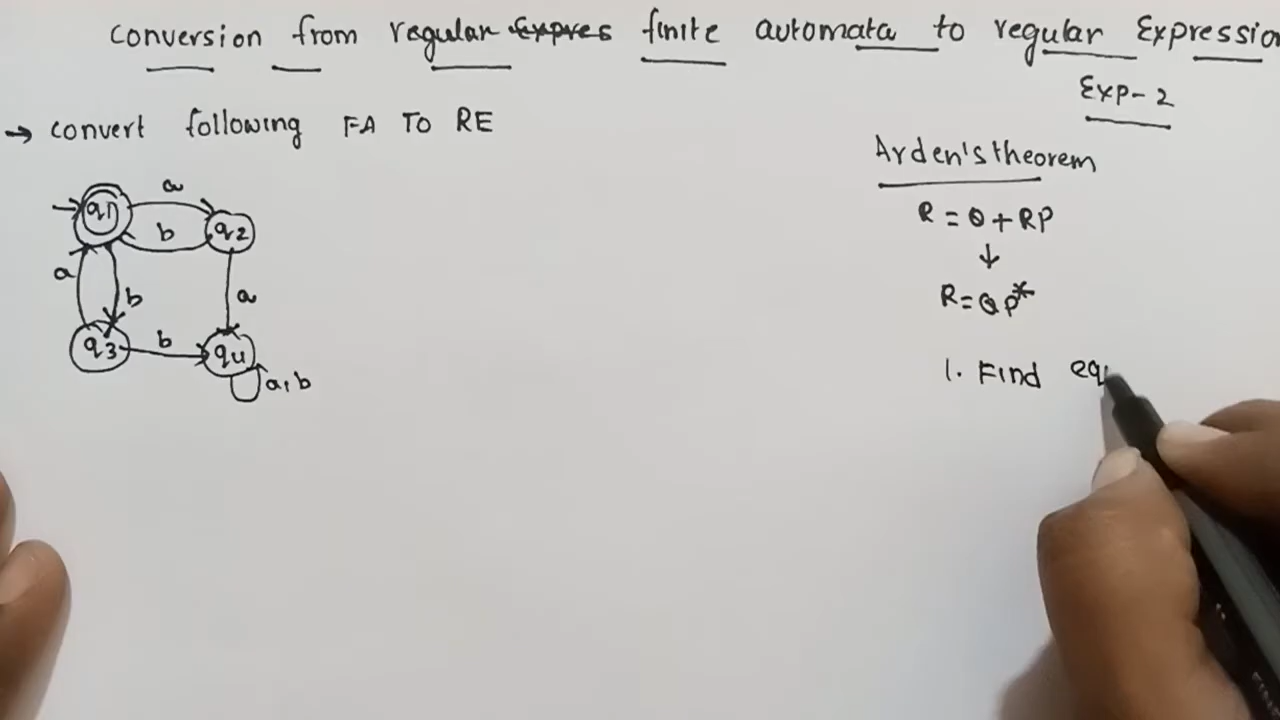 conversion from regular Expres finite automata to regular Expression
Exp-2
→ convert following FA TO RE
Arden's theorem
R = Q + RP
↓
R = QP*
1. Find equ
a
q1
b
q2
a
b
a
q3
b
q4
a,b